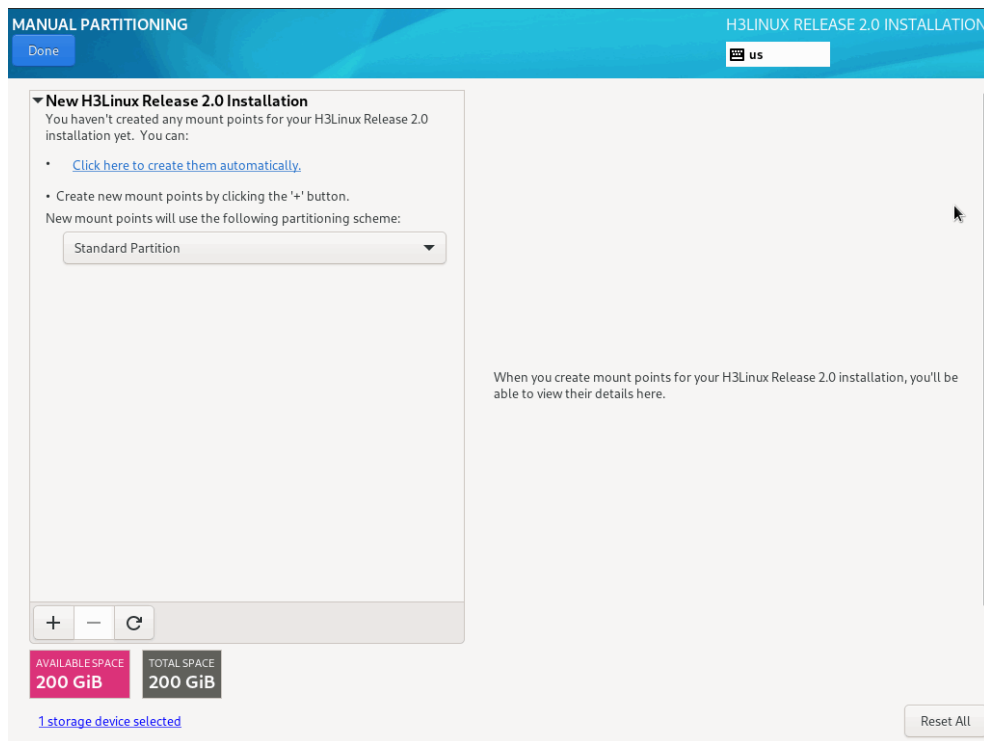 MANUAL PARTITIONING
H3LINUX RELEASE 2.0 INSTALLATION
Done
us
New H3Linux Release 2.0 Installation
You haven't created any mount points for your H3Linux Release 2.0
installation yet. You can:
• Click here to create them automatically.
• Create new mount points by clicking the '+' button.
New mount points will use the following partitioning scheme:
Standard Partition
When you create mount points for your H3Linux Release 2.0 installation, you'll be
able to view their details here.
AVAILABLE SPACE
200 GiB
TOTAL SPACE
200 GiB
1 storage device selected
Reset All